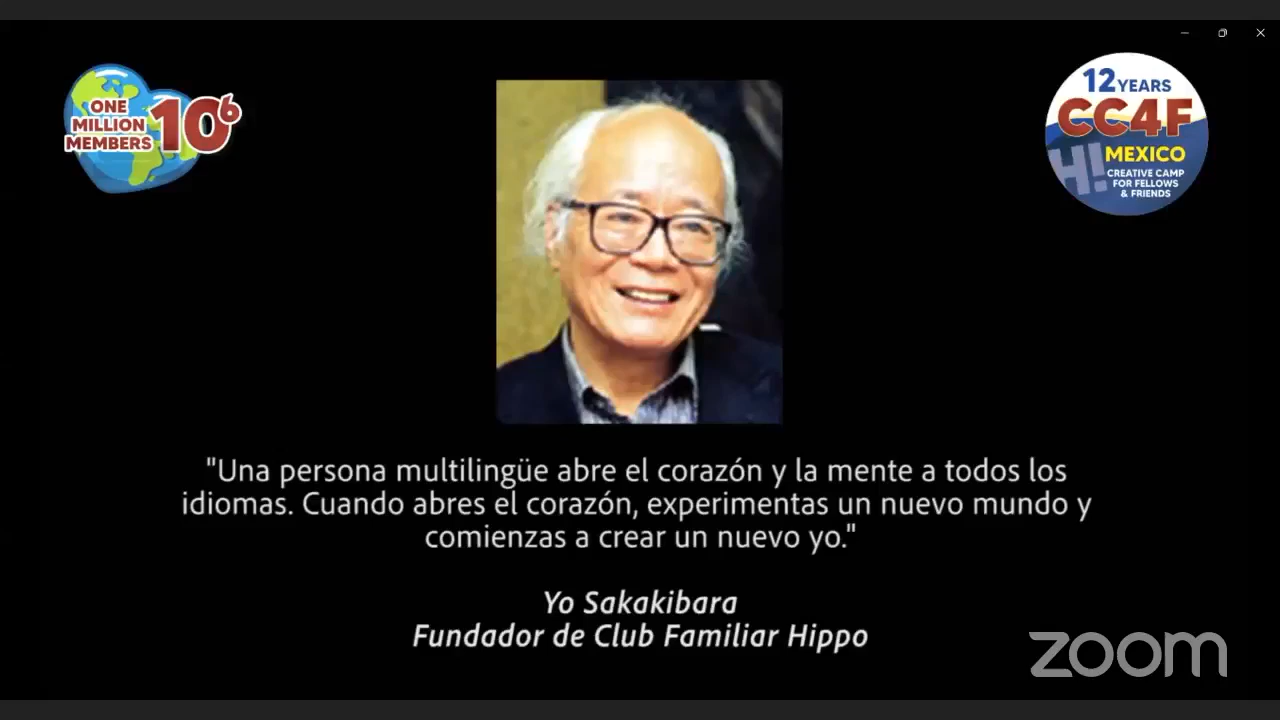 ONE
MILLION
MEMBERS
10⁶
12 YEARS
CC4F
H!
MEXICO
CREATIVE CAMP
FOR FELLOWS
& FRIENDS
"Una persona multilingüe abre el corazón y la mente a todos los
idiomas. Cuando abres el corazón, experimentas un nuevo mundo y
comienzas a crear un nuevo yo."
Yo Sakakibara
Fundador de Club Familiar Hippo
zoom